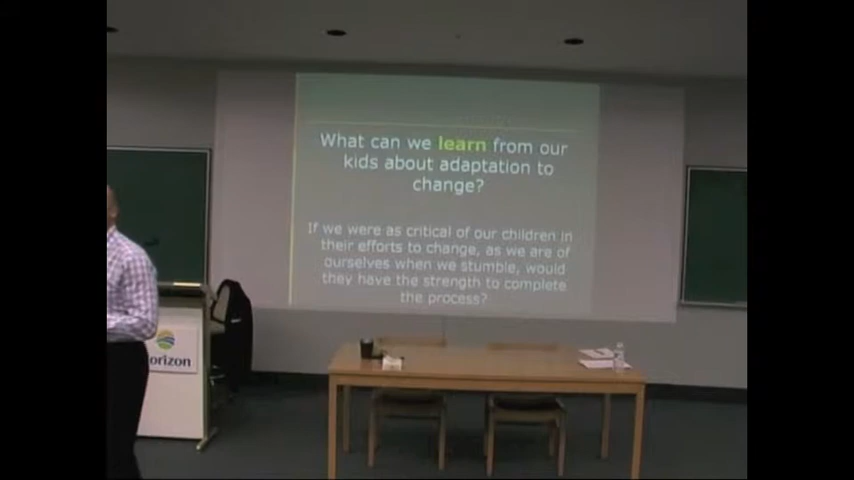 What can we learn from our
kids about adaptation to
change?
If we were as critical of our children in
their efforts to change, as we are of
ourselves when we stumble, would
they have the strength to complete
the process?
orizon